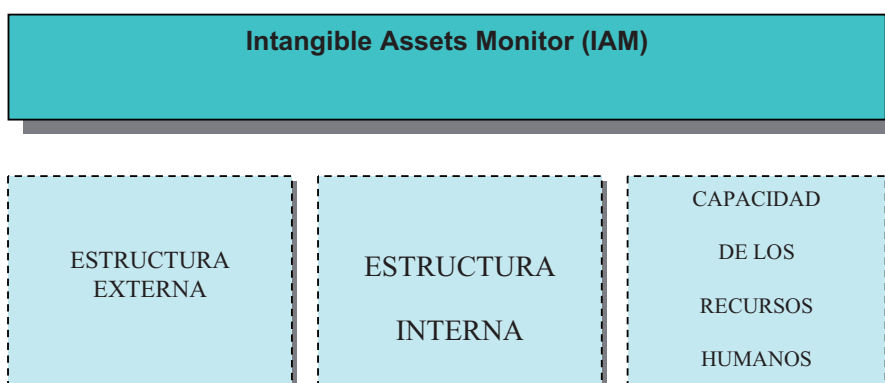 Intangible Assets Monitor (IAM)
ESTRUCTURA
EXTERNA
ESTRUCTURA
INTERNA
CAPACIDAD
DE LOS
RECURSOS
HUMANOS